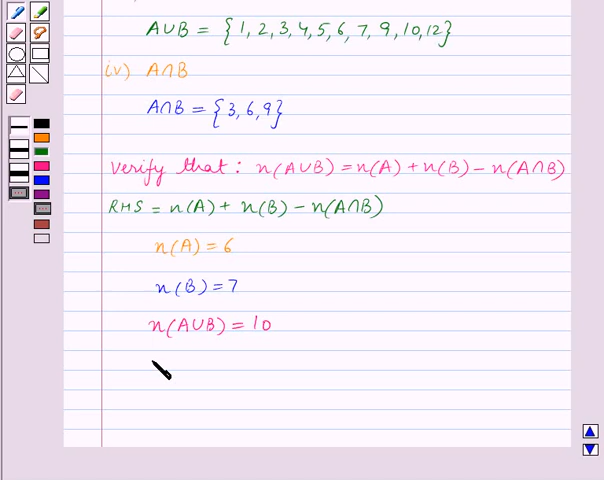 A∪B = {1, 2, 3, 4, 5, 6, 7, 9, 10, 12}
iv) A∩B
A∩B = {3, 6, 9}
Verify that: n(A∪B) = n(A) + n(B) - n(A∩B)
RHS = n(A) + n(B) - n(A∩B)
n(A) = 6
n(B) = 7
n(A∪B) = 10